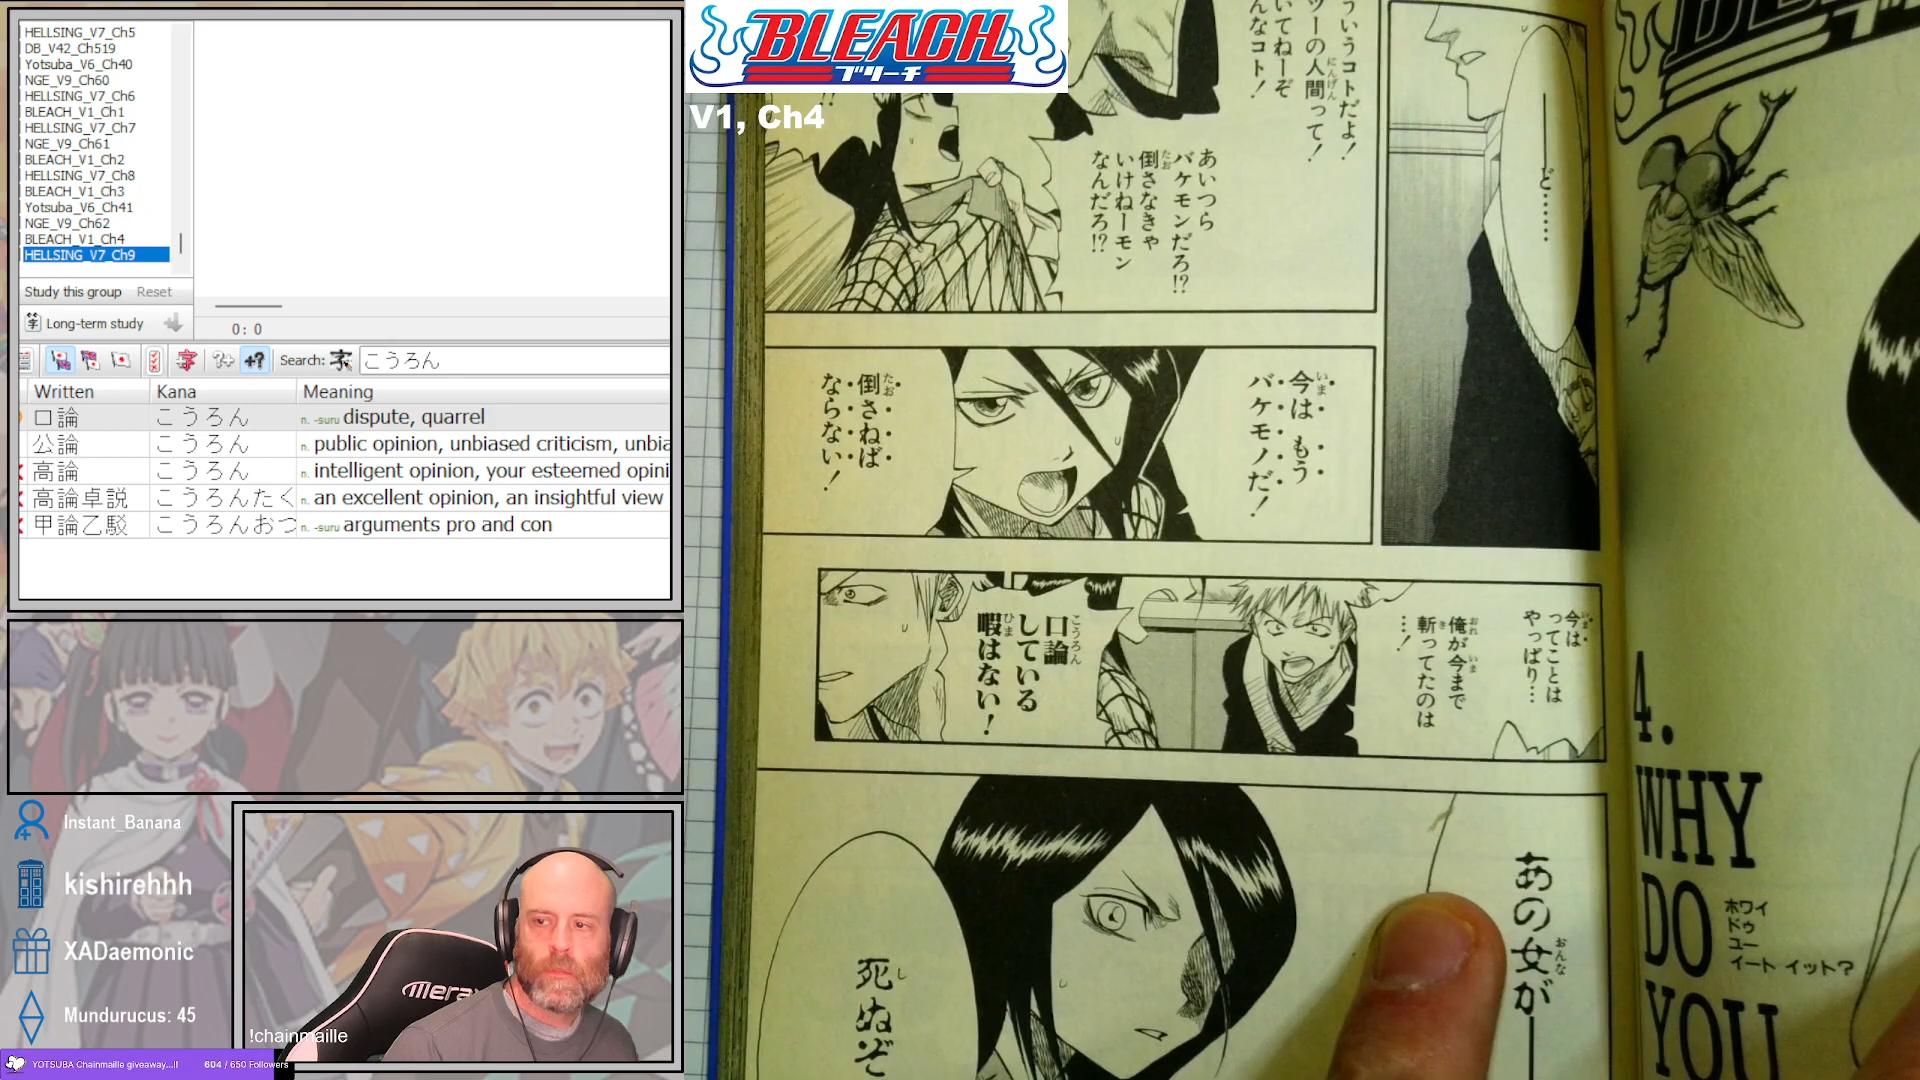 HELLSING_V7_Ch5
DB_V42_Ch519
Yotsuba_V6_Ch40
NGE_V9_Ch60
HELLSING_V7_Ch6
BLEACH_V1_Ch1
HELLSING_V7_Ch7
NGE_V9_Ch61
BLEACH_V1_Ch2
HELLSING_V7_Ch8
BLEACH_V1_Ch3
Yotsuba_V6_Ch41
NGE_V9_Ch62
BLEACH_V1_Ch4
HELLSING_V7_Ch9
Study this group Reset
Long-term study
0: 0
Search: 字 こうろん
Written Kana Meaning
口論 こうろん n. -suru dispute, quarrel
公論 こうろん n. public opinion, unbiased criticism, unbia
高論 こうろん n. intelligent opinion, your esteemed opini
高論卓説 こうろんたく n. an excellent opinion, an insightful view
甲論乙駁 こうろんおつ n. -suru arguments pro and con
Instant_Banana
kishirehhh
XADaemonic
Mundurucus: 45
!chainmaille
YOTSUBA Chainmaille giveaway...!! 604 / 650 Followers
BLEACH
ブリーチ
V1, Ch4
ど……
ういうコトだよ！
ツーの人間って！
いてねーぞ
んなコト！
あいつら
バケモンだろ!?
倒さなきゃ
いけねーモン
なんだろ!?
今は もう
バケモノだ！
倒さねば
ならない！
今は
ってことは
やっぱり…
俺が今まで
斬ってたのは
…！
口論
している
暇はない！
あの女が―
死ぬぞ
4.
WHY
DO
YOU
ホワイ
ドゥ
ユー
イート イット？